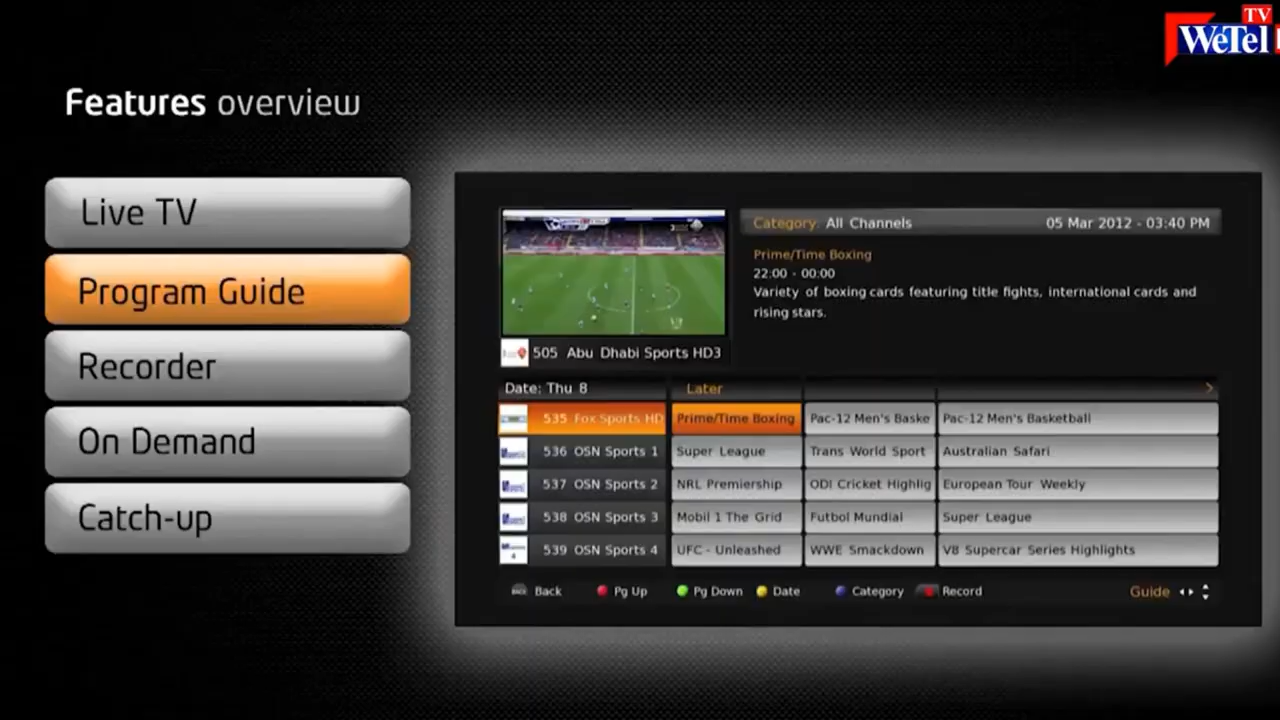 TV
WéTel
Features overview
Live TV
Program Guide
Recorder
On Demand
Catch-up
Category: All Channels 05 Mar 2012 - 03:40 PM
Prime/Time Boxing
22:00 - 00:00
Variety of boxing cards featuring title fights, international cards and
rising stars.
505 Abu Dhabi Sports HD3
Date: Thu 8 Later >
535 Fox Sports HD Prime/Time Boxing Pac-12 Men's Baske Pac-12 Men's Basketball
536 OSN Sports 1 Super League Trans World Sport Australian Safari
537 OSN Sports 2 NRL Premiership ODI Cricket Highlig European Tour Weekly
538 OSN Sports 3 Mobil 1 The Grid Futbol Mundial Super League
539 OSN Sports 4 UFC - Unleashed WWE Smackdown V8 Supercar Series Highlights
BACK Back Pg Up Pg Down Date Category Record Guide